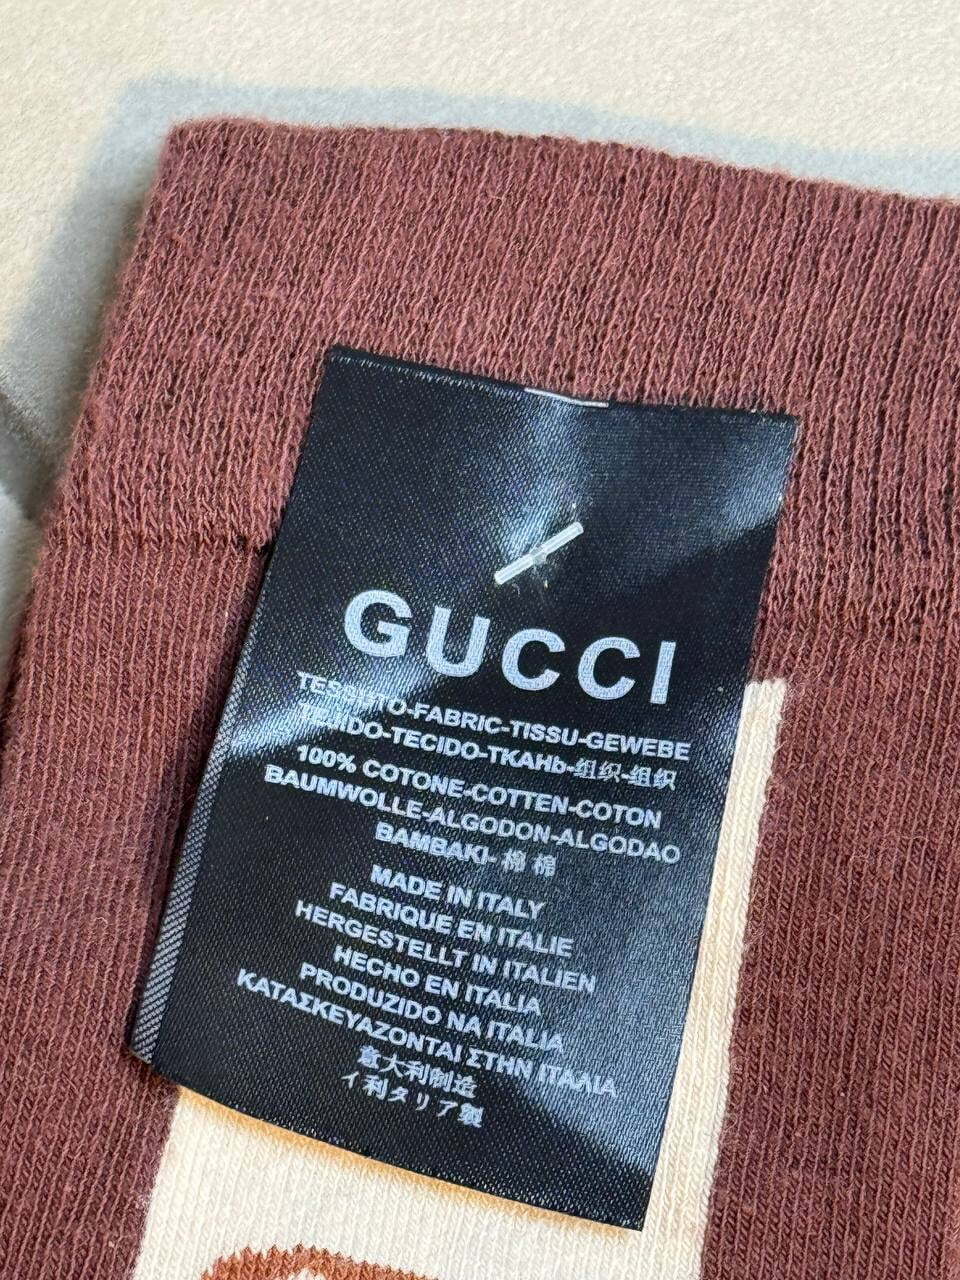 GUCCI
TESSUTO-FABRIC-TISSU-GEWEBE
TEJIDO-TECIDO-TKAHb-组织-组织
100% COTONE-COTTEN-COTON
BAUMWOLLE-ALGODON-ALGODAO
BAMBAKI- 棉 棉
MADE IN ITALY
FABRIQUE EN ITALIE
HERGESTELLT IN ITALIEN
HECHO EN ITALIA
PRODUZIDO NA ITALIA
ΚΑΤΑΣΚΕΥΑΖΟΝΤΑΙ ΣΤΗΝ ΙΤΑΛΙΑ
意大利制造
イ利タリア製